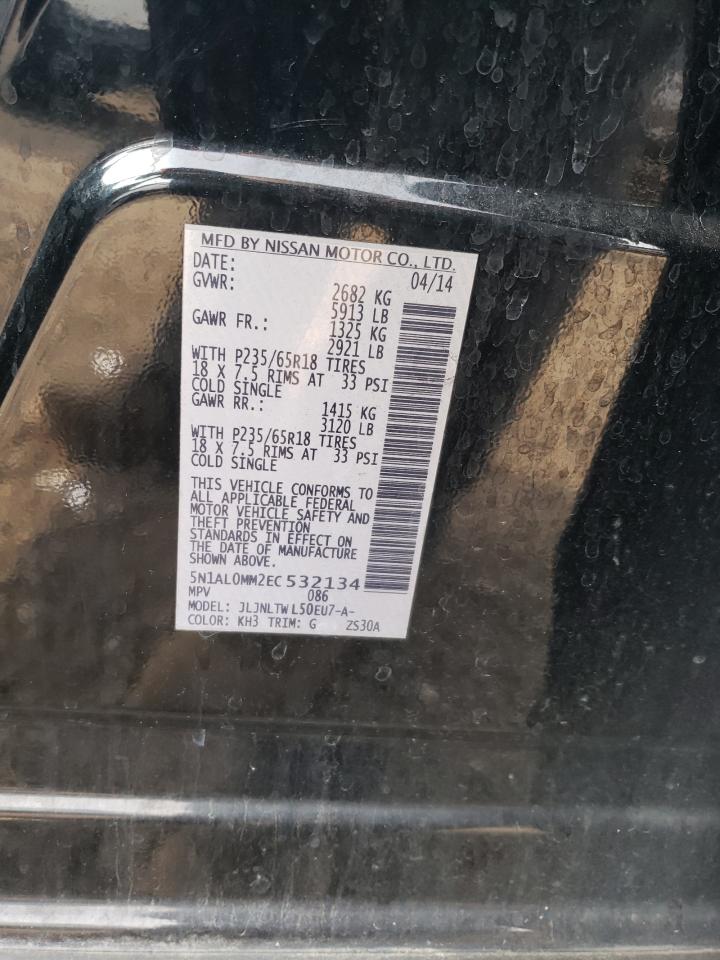 MFD BY NISSAN MOTOR CO., LTD.
DATE: 04/14
GVWR: 2682 KG
5913 LB
GAWR FR.: 1325 KG
2921 LB
WITH P235/65R18 TIRES
18 X 7.5 RIMS AT 33 PSI
COLD SINGLE
GAWR RR.: 1415 KG
3120 LB
WITH P235/65R18 TIRES
18 X 7.5 RIMS AT 33 PSI
COLD SINGLE
THIS VEHICLE CONFORMS TO
ALL APPLICABLE FEDERAL
MOTOR VEHICLE SAFETY AND
THEFT PREVENTION
STANDARDS IN EFFECT ON
THE DATE OF MANUFACTURE
SHOWN ABOVE.
5N1AL0MM2EC532134
MPV 086
MODEL: JLJNLTWL50EU7-A-
COLOR: KH3 TRIM: G ZS30A